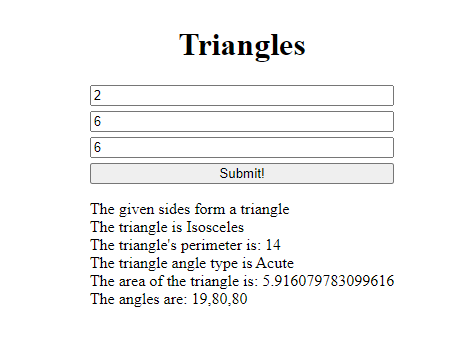 Triangles
2
6
6
Submit!
The given sides form a triangle
The triangle is Isosceles
The triangle's perimeter is: 14
The triangle angle type is Acute
The area of the triangle is: 5.916079783099616
The angles are: 19,80,80